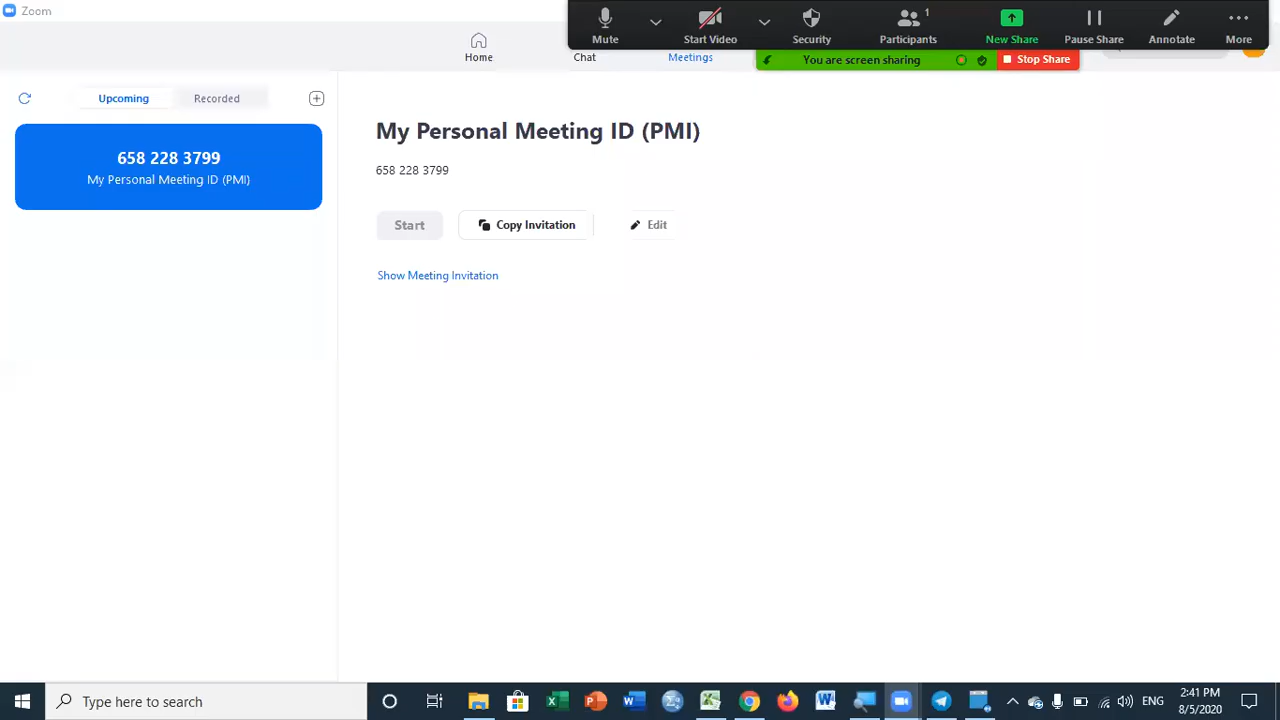 Zoom
Mute
Start Video
Security
Participants
1
New Share
Pause Share
Annotate
More
Home
Chat
Meetings
You are screen sharing
Stop Share
Upcoming
Recorded
658 228 3799
My Personal Meeting ID (PMI)
My Personal Meeting ID (PMI)
658 228 3799
Start
Copy Invitation
Edit
Show Meeting Invitation
Type here to search
ENG
2:41 PM
8/5/2020